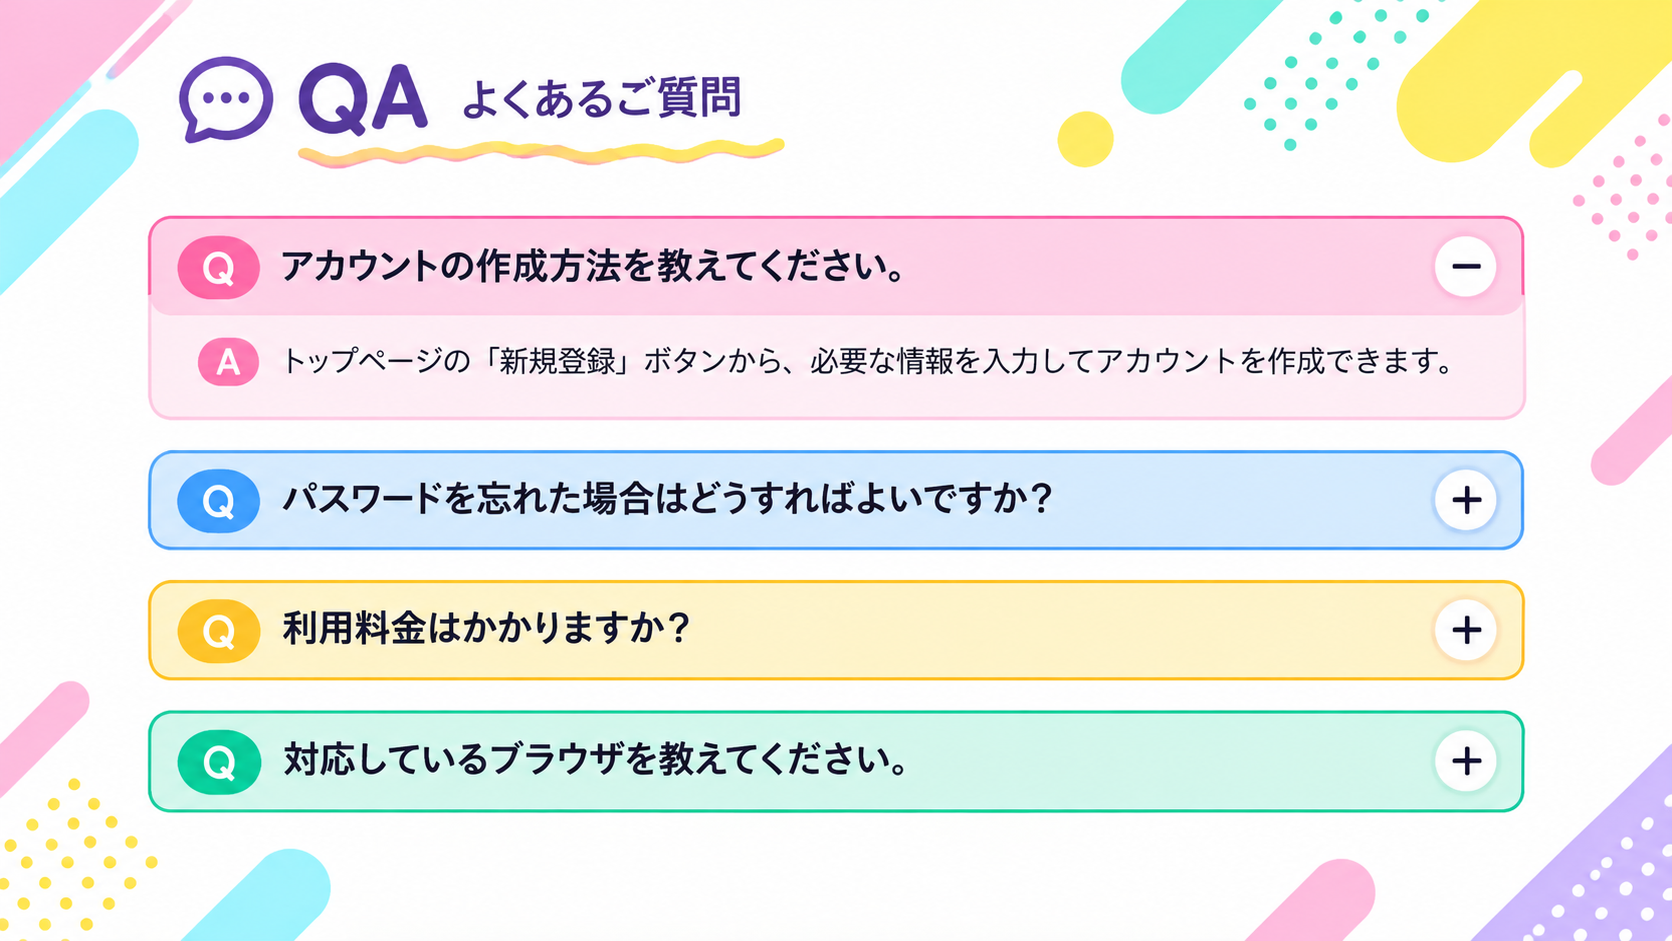 QA よくあるご質問
Q アカウントの作成方法を教えてください。
A トップページの「新規登録」ボタンから、必要な情報を入力してアカウントを作成できます。
Q パスワードを忘れた場合はどうすればよいですか？
Q 利用料金はかかりますか？
Q 対応しているブラウザを教えてください。